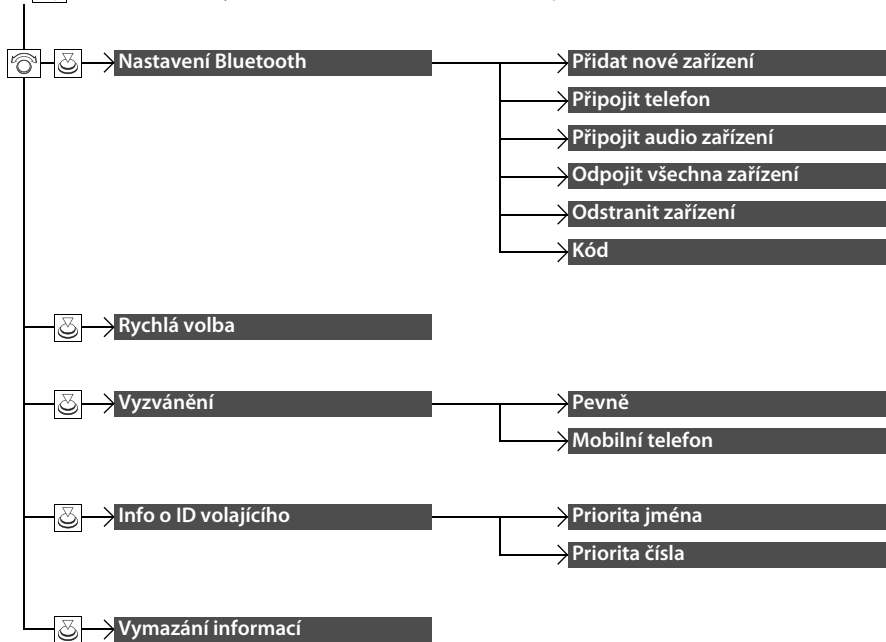 Nastavení Bluetooth
Přidat nové zařízení
Připojit telefon
Připojit audio zařízení
Odpojit všechna zařízení
Odstranit zařízení
Kód
Rychlá volba
Vyzvánění
Pevně
Mobilní telefon
Info o ID volajícího
Priorita jména
Priorita čísla
Vymazání informací